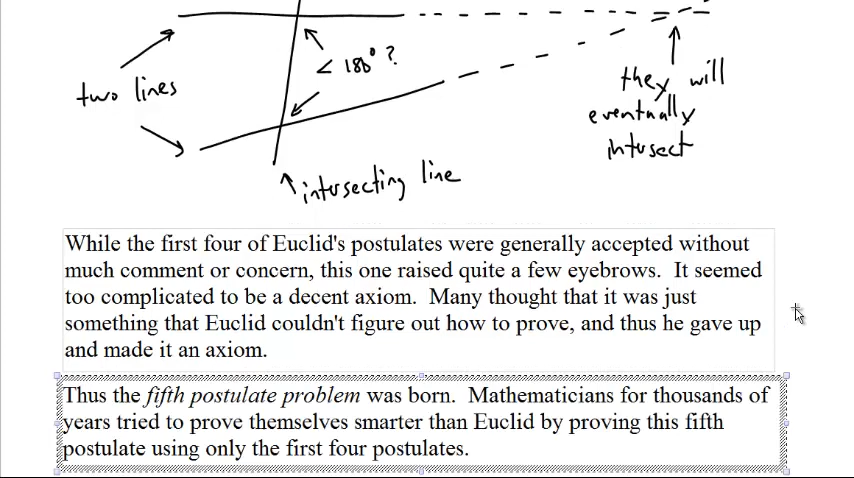 < 180° ?
two lines
they will
eventually
intersect
intersecting line
While the first four of Euclid's postulates were generally accepted without
much comment or concern, this one raised quite a few eyebrows. It seemed
too complicated to be a decent axiom. Many thought that it was just
something that Euclid couldn't figure out how to prove, and thus he gave up
and made it an axiom.
Thus the fifth postulate problem was born. Mathematicians for thousands of
years tried to prove themselves smarter than Euclid by proving this fifth
postulate using only the first four postulates.